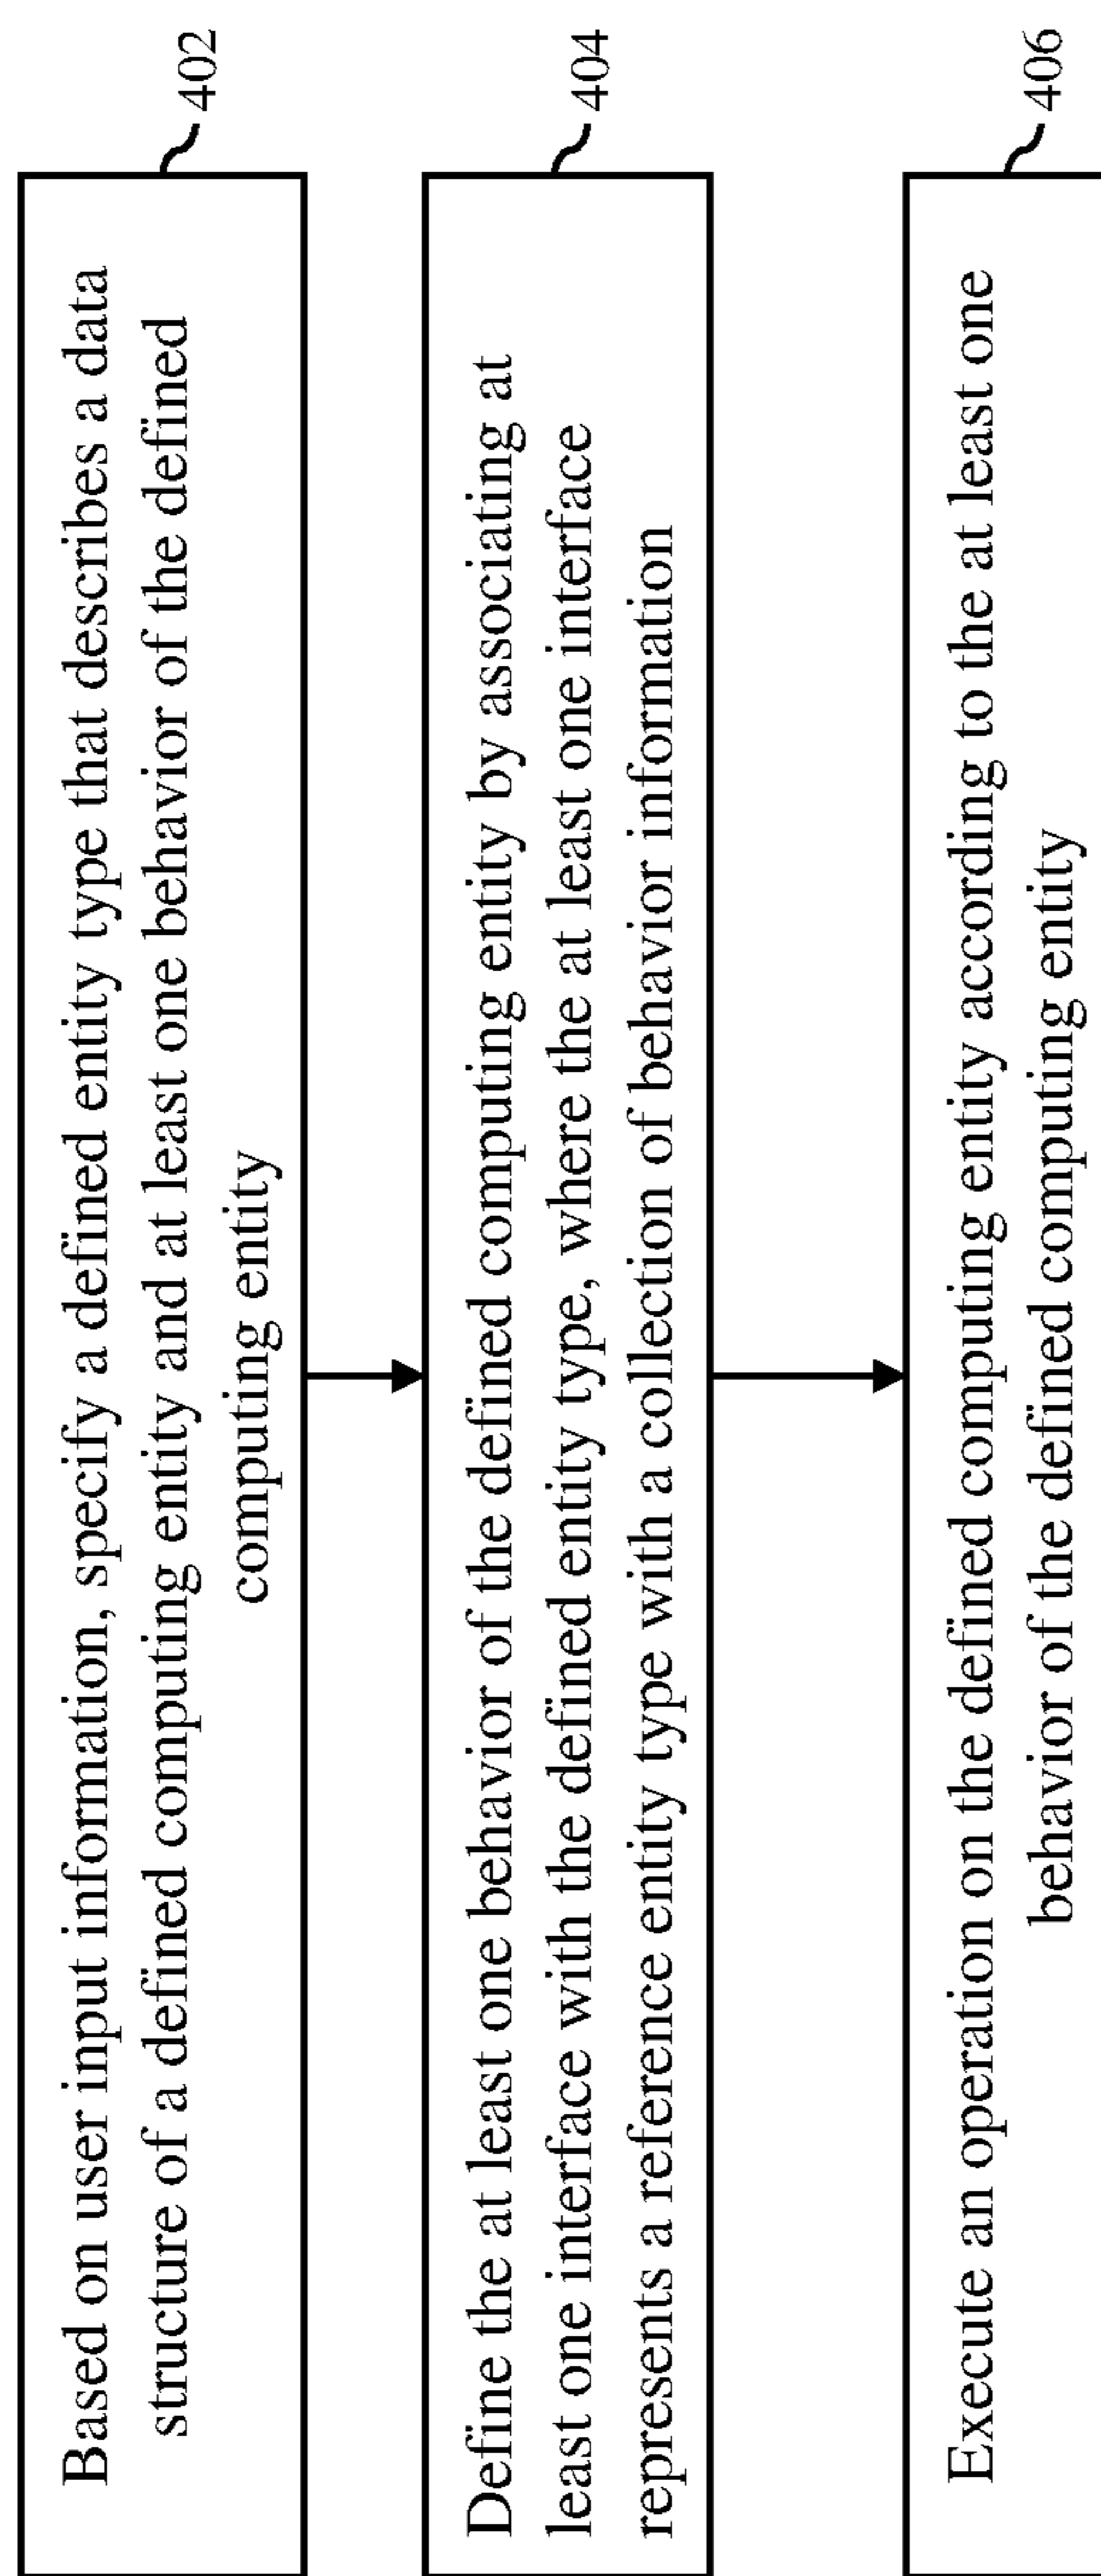 Based on user input information, specify a defined entity type that describes a data
structure of a defined computing entity and at least one behavior of the defined
computing entity
402
Define the at least one behavior of the defined computing entity by associating at
least one interface with the defined entity type, where the at least one interface
represents a reference entity type with a collection of behavior information
404
Execute an operation on the defined computing entity according to the at least one
behavior of the defined computing entity
406